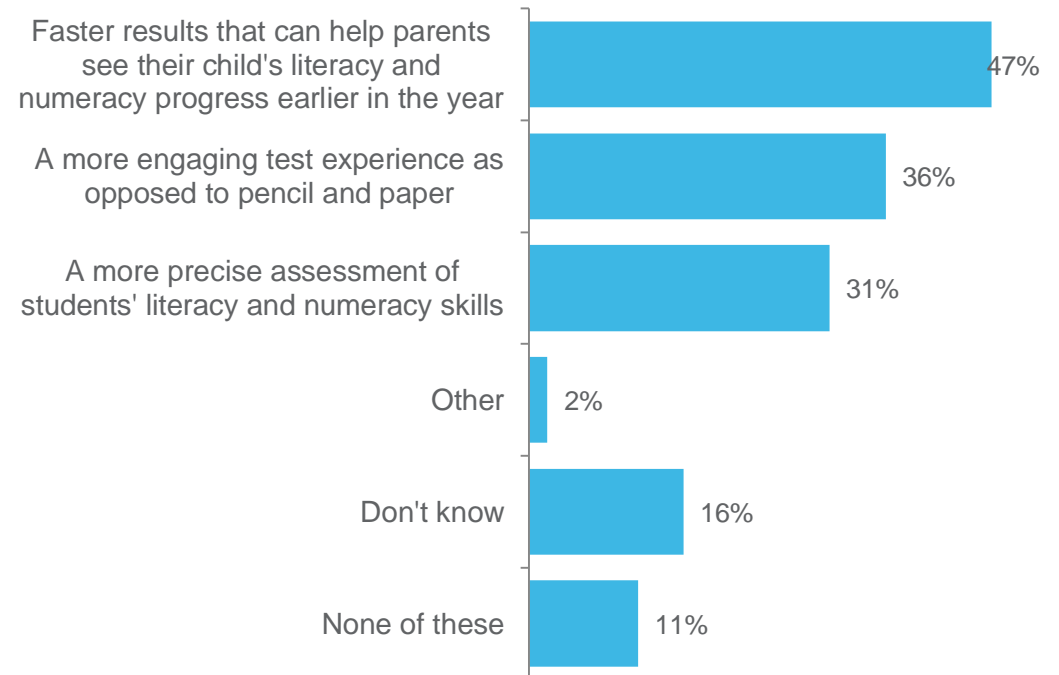 Faster results that can help parents
see their child's literacy and
numeracy progress earlier in the year
47%
A more engaging test experience as
opposed to pencil and paper
36%
A more precise assessment of
students' literacy and numeracy skills
31%
Other
2%
Don't know
16%
None of these
11%